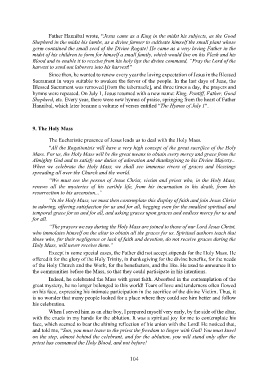 Father Hannibal wrote, "Jesus came as a King in the midst his subjects, as the Good
Shepherd in the midst his lambs, as a divine farmer to cultivate himself the small plant whose
germ contained the small seed of the Divine Rogate! He came as a very loving Father in the
midst of his children to form for himself a small family, which would live on his Flesh and his
Blood and to enable it to receive from his holy lips the divine command, "Pray the Lord of the
harvest to send out laborers into his harvest!"
Since then, he wanted to renew every year the loving expectation of Jesus in the Blessed
Sacrament in ways suitable to awaken the fervor of the people. In the last days of June, the
Blessed Sacrament was removed [from the tabernacle], and three times a day, the prayers and
hymns were repeated. On July 1, Jesus returned with a new name: King, Pontiff, Father, Good
Shepherd, etc. Every year, there were new hymns of praise, springing from the heart of Father
Hannibal, which later became a volume of verses entitled "The Hymns of July 1".
9. The Holy Mass
The Eucharistic presence of Jesus leads us to deal with the Holy Mass.
"All the Rogationists will have a very high concept of the great sacrifice of the Holy
Mass. For us, the Holy Mass will be the great means to obtain every mercy and grace from the
Almighty God and to satisfy our duties of adoration and thanksgiving to his Divine Majesty.
When we celebrate the Holy Mass, we shall see immense rivers of graces and blessings
spreading all over the Church and the world.
"We must see the person of Jesus Christ, victim and priest who, in the Holy Mass,
renews all the mysteries of his earthly life, from his incarnation to his death, from his
resurrection to his ascension...
"In the Holy Mass, we must then contemplate this display of faith and join Jesus Christ
in adoring, offering satisfaction for us and for all, begging even for the smallest spiritual and
temporal grace for us and for all, and asking graces upon graces and endless mercy for us and
for all.
"The prayers we say during the Holy Mass are joined to those of our Lord Jesus Christ,
who immolates himself on the altar to obtain all the graces for us. Spiritual authors teach that
those who, for their negligence or lack of faith and devotion, do not receive graces during the
Holy Mass, will never receive them."
Except in some special cases, the Father did not accept stipends for the Holy Mass. He
offered it for the glory of the Holy Trinity, in thanksgiving for the divine benefits, for the needs
of the Holy Church and the Work, for the benefactors, and the like. He used to announce it to
the communities before the Mass, so that they could participate in his intentions.
Indeed, he celebrated the Mass with great faith. Absorbed in the contemplation of the
great mystery, he no longer belonged to this world! Tears of love and tenderness often flowed
on his face, expressing his intimate participation in the sacrifice of the divine Victim. Thus, it
is no wonder that many people looked for a place where they could see him better and follow
his celebration.
When I served him as an altar boy, I prepared myself very early, by the side of the altar,
with the cruets in my hands for the ablution. It was a spiritual joy for me to contemplate his
face, which seemed to bear the shining reflection of his union with the Lord! He noticed that,
and told me, "Son, you must leave to the priest the freedom to linger with God! You must kneel
on the step, almost behind the celebrant, and for the ablution, you will stand only after the
priest has consumed the Holy Blood, and not before!
104